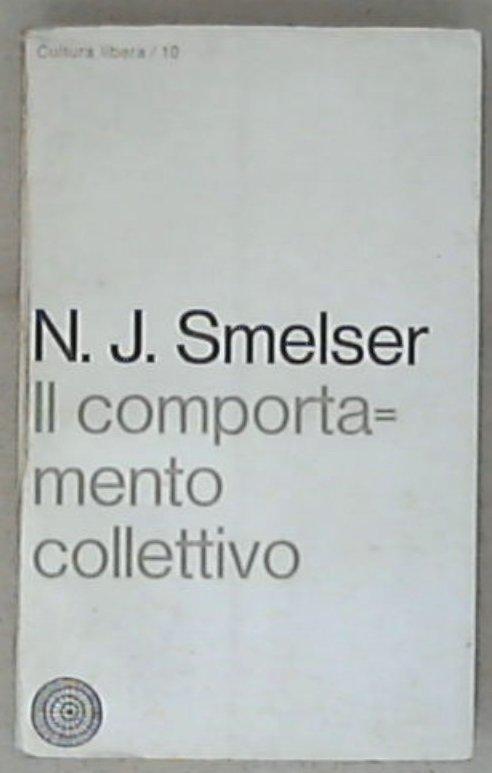 Cultura libera / 10
N. J. Smelser
Il comporta=
mento
collettivo